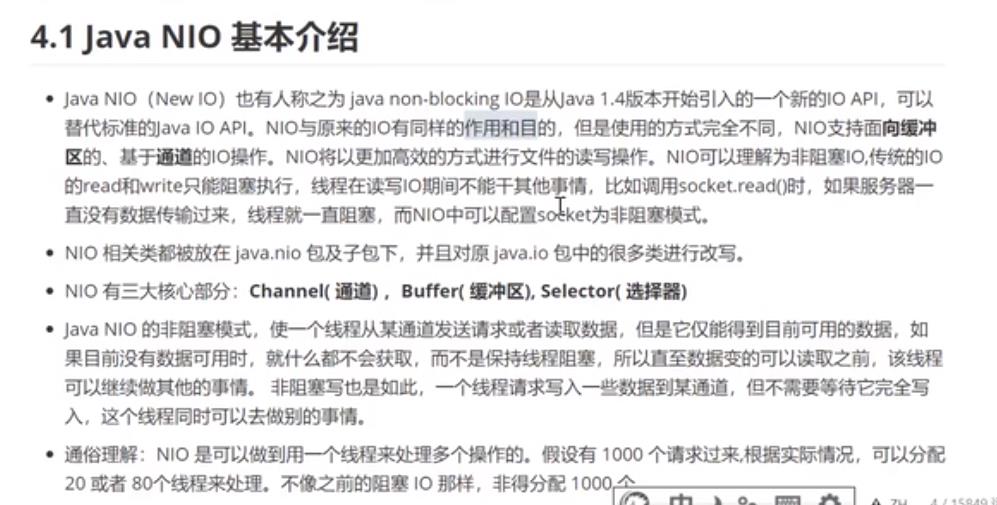 4.1 Java NIO 基本介绍
Java NIO（New IO）也有人称之为 java non-blocking IO是从Java 1.4版本开始引入的一个新的IO API，可以
替代标准的Java IO API。NIO与原来的IO有同样的作用和目的，但是使用的方式完全不同，NIO支持面向缓冲
区的、基于通道的IO操作。NIO将以更加高效的方式进行文件的读写操作。NIO可以理解为非阻塞IO,传统的IO
的read和write只能阻塞执行，线程在读写IO期间不能干其他事情，比如调用socket.read()时，如果服务器一
直没有数据传输过来，线程就一直阻塞，而NIO中可以配置socket为非阻塞模式。
NIO 相关类都被放在 java.nio 包及子包下，并且对原 java.io 包中的很多类进行改写。
NIO 有三大核心部分：Channel( 通道) ，Buffer( 缓冲区), Selector( 选择器)
Java NIO 的非阻塞模式，使一个线程从某通道发送请求或者读取数据，但是它仅能得到目前可用的数据，如
果目前没有数据可用时，就什么都不会获取，而不是保持线程阻塞，所以直至数据变的可以读取之前，该线程
可以继续做其他的事情。 非阻塞写也是如此，一个线程请求写入一些数据到某通道，但不需要等待它完全写
入，这个线程同时可以去做别的事情。
通俗理解：NIO 是可以做到用一个线程来处理多个操作的。假设有 1000 个请求过来,根据实际情况，可以分配
20 或者 80个线程来处理。不像之前的阻塞 IO 那样，非得分配 1000 个
ZH 4 / 15849